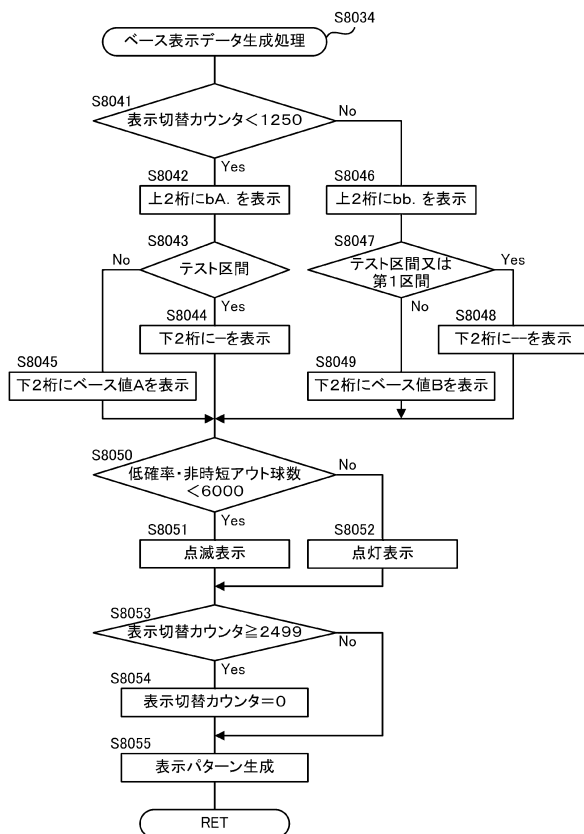 S8034
ベース表示データ生成処理
S8041
表示切替カウンタ＜1250
No
Yes
S8042
上2桁にbA. を表示
S8046
上2桁にbb. を表示
S8043
テスト区間
No
Yes
S8047
テスト区間又は
第1区間
Yes
No
S8044
下2桁に－を表示
S8048
下2桁に－－を表示
S8045
下2桁にベース値Aを表示
S8049
下2桁にベース値Bを表示
S8050
低確率・非時短アウト球数
＜6000
No
Yes
S8051
点滅表示
S8052
点灯表示
S8053
表示切替カウンタ≧2499
No
Yes
S8054
表示切替カウンタ＝0
S8055
表示パターン生成
RET